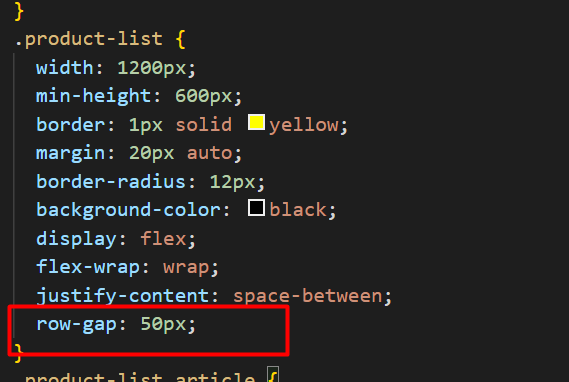 }
.product-list {
width: 1200px;
min-height: 600px;
border: 1px solid yellow;
margin: 20px auto;
border-radius: 12px;
background-color: black;
display: flex;
flex-wrap: wrap;
justify-content: space-between;
row-gap: 50px;
}
.product-list article {